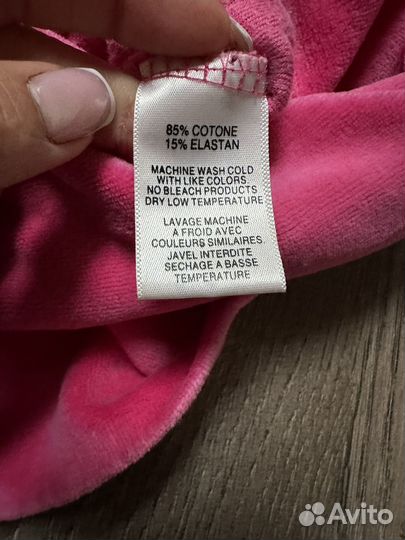 85% COTONE
15% ELASTAN
MACHINE WASH COLD
WITH LIKE COLORS
NO BLEACH PRODUCTS
DRY LOW TEMPERATURE
LAVAGE MACHINE
A FROID AVEC
COULEURS SIMILAIRES
JAVEL INTERDITE
SECHAGE A BASSE
TEMPERATURE
Avito